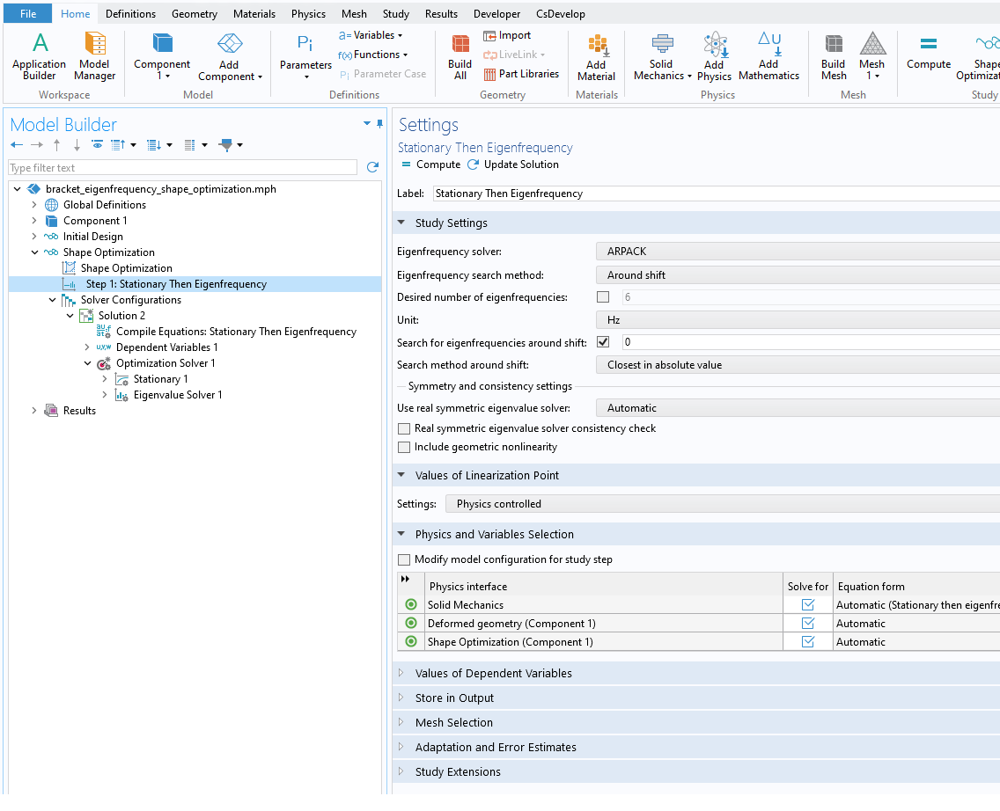 File Home Definitions Geometry Materials Physics Mesh Study Results Developer CsDevelop
Application Builder
Model Manager
Workspace
Component 1
Add Component
Model
Parameters
a= Variables
f(x) Functions
Pi Parameter Case
Definitions
Build All
Import
LiveLink
Part Libraries
Geometry
Add Material
Materials
Solid Mechanics
Add Physics
Add Mathematics
Physics
Build Mesh
Mesh 1
Mesh
Compute
Shape
Optimiza
Study
Model Builder
Type filter text
bracket_eigenfrequency_shape_optimization.mph
Global Definitions
Component 1
Initial Design
Shape Optimization
Shape Optimization
Step 1: Stationary Then Eigenfrequency
Solver Configurations
Solution 2
Compile Equations: Stationary Then Eigenfrequency
Dependent Variables 1
Optimization Solver 1
Stationary 1
Eigenvalue Solver 1
Results
Settings
Stationary Then Eigenfrequency
= Compute Update Solution
Label: Stationary Then Eigenfrequency
Study Settings
Eigenfrequency solver: ARPACK
Eigenfrequency search method: Around shift
Desired number of eigenfrequencies: 6
Unit: Hz
Search for eigenfrequencies around shift: 0
Search method around shift: Closest in absolute value
Symmetry and consistency settings
Use real symmetric eigenvalue solver: Automatic
Real symmetric eigenvalue solver consistency check
Include geometric nonlinearity
Values of Linearization Point
Settings: Physics controlled
Physics and Variables Selection
Modify model configuration for study step
Physics interface Solve for Equation form
Solid Mechanics Automatic (Stationary then eigenfre
Deformed geometry (Component 1) Automatic
Shape Optimization (Component 1) Automatic
Values of Dependent Variables
Store in Output
Mesh Selection
Adaptation and Error Estimates
Study Extensions